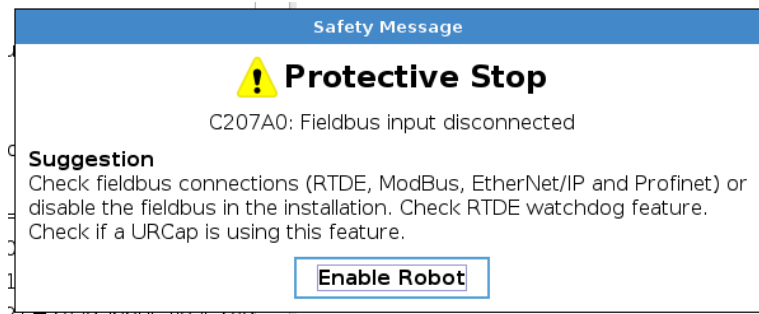 Safety Message
Protective Stop
C207A0: Fieldbus input disconnected
Suggestion
Check fieldbus connections (RTDE, ModBus, EtherNet/IP and Profinet) or
disable the fieldbus in the installation. Check RTDE watchdog feature.
Check if a URCap is using this feature.
Enable Robot